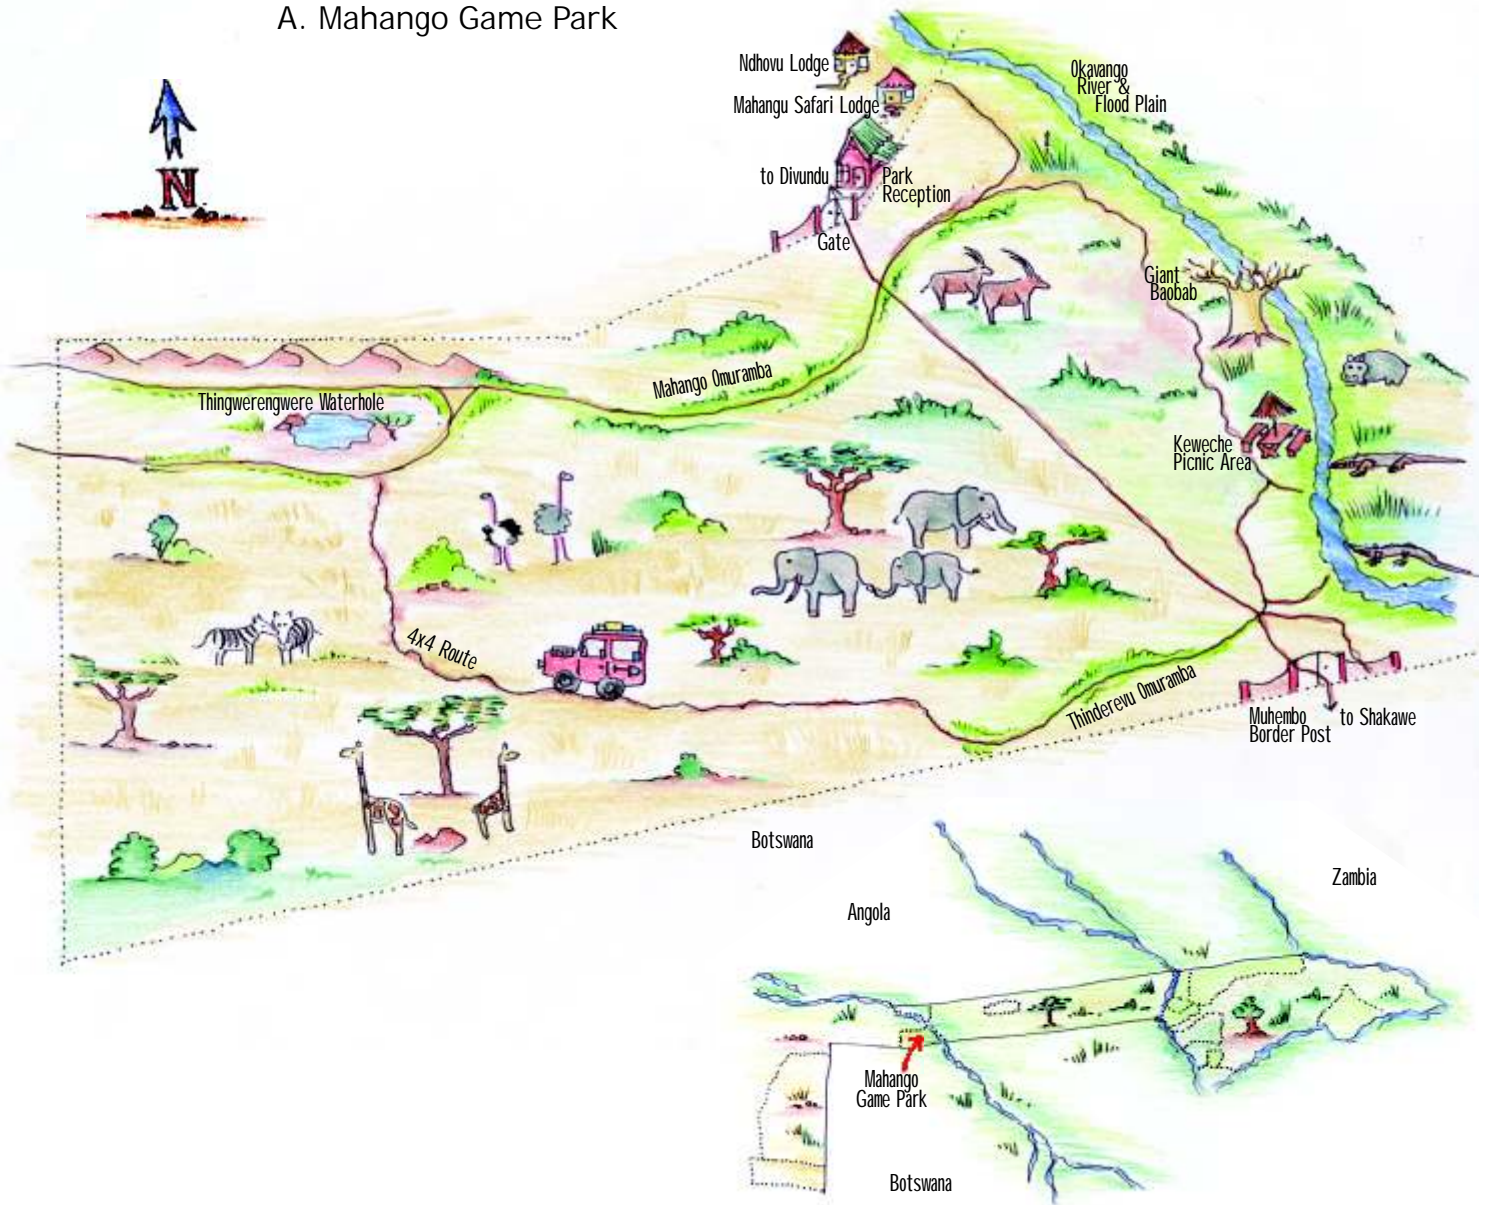 A. Mahango Game Park
Ndhovu Lodge
Mahangu Safari Lodge
Okavango
River &
Flood Plain
to Divundu
Park
Reception
Gate
N
Giant
Baobab
Mahango Omuramba
Thingwerengwere Waterhole
Keweche
Picnic Area
4x4 Route
Thinderevu Omuramba
Muhembo
Border Post
to Shakawe
Botswana
Angola
Zambia
Mahango
Game Park
Botswana